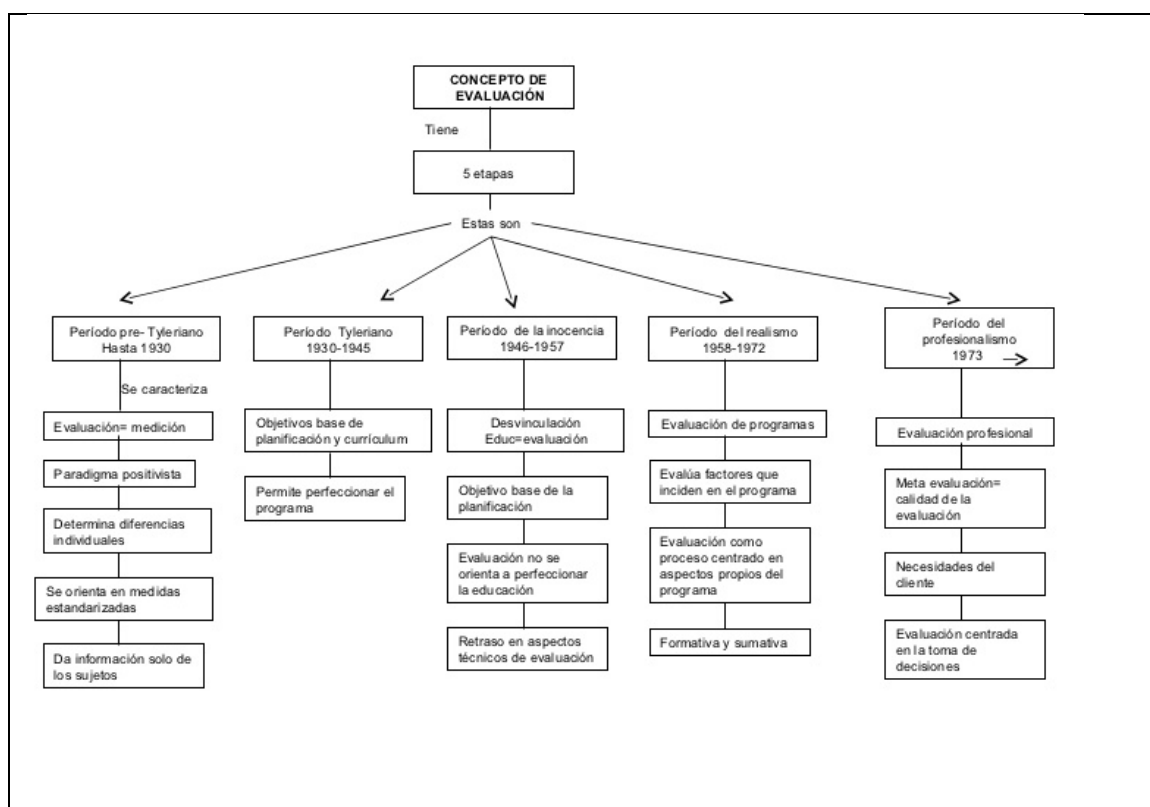 CONCEPTO DE
EVALUACIÓN
Tiene
5 etapas
Estas son
Período pre- Tyleriano
Hasta 1930
Se caracteriza
Evaluación= medición
Paradigma positivista
Determina diferencias
individuales
Se orienta en medidas
estandarizadas
Da información solo de
los sujetos
Período Tyleriano
1930-1945
Objetivos base de
planificación y currículum
Permite perfeccionar el
programa
Período de la inocencia
1946-1957
Desvinculación
Educ=evaluación
Objetivo base de la
planificación
Evaluación no se
orienta a perfeccionar
la educación
Retraso en aspectos
técnicos de evaluación
Período del realismo
1958-1972
Evaluación de programas
Evalúa factores que
inciden en el programa
Evaluación como
proceso centrado en
aspectos propios del
programa
Formativa y sumativa
Período del
profesionalismo
1973
Evaluación profesional
Meta evaluación=
calidad de la
evaluación
Necesidades del
cliente
Evaluación centrada
en la toma de
decisiones